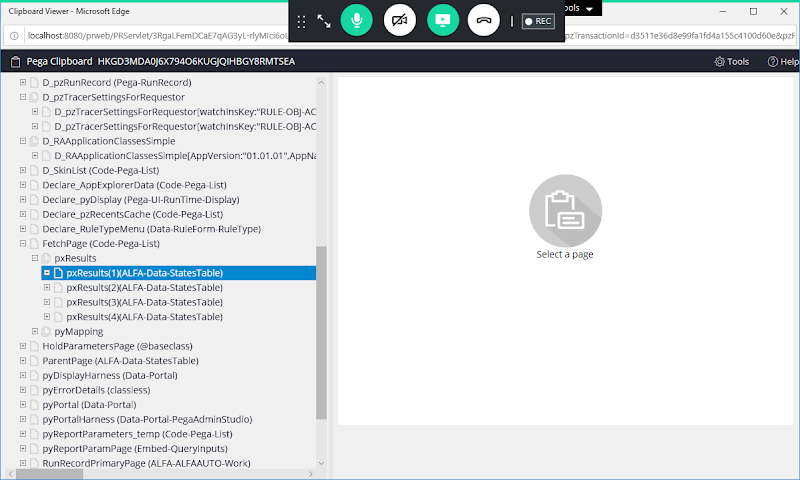 Clipboard Viewer - Microsoft Edge
ools
REC
localhost:8080/prweb/PRServlet/3RgaLFemDCaE7qAG3yL-rlyMIci6oL
pzTransactionId=d3511e36d8e99fa1fd4a155c4100d60e&pzF
Pega Clipboard HKGD3MDA0J6X794O6KUGJQIHBGY8RMTSEA
Tools
Help
D_pzRunRecord (Pega-RunRecord)
D_pzTracerSettingsForRequestor
D_pzTracerSettingsForRequestor[watchInsKey:"RULE-OBJ-AC
D_pzTracerSettingsForRequestor[watchInsKey:"RULE-OBJ-AC
D_RAApplicationClassesSimple
D_RAApplicationClassesSimple[AppVersion:"01.01.01",AppNa
D_SkinList (Code-Pega-List)
Declare_AppExplorerData (Code-Pega-List)
Declare_pyDisplay (Pega-UI-RunTime-Display)
Declare_pzRecentsCache (Code-Pega-List)
Declare_RuleTypeMenu (Data-RuleForm-RuleType)
FetchPage (Code-Pega-List)
pxResults
pxResults(1)(ALFA-Data-StatesTable)
pxResults(2)(ALFA-Data-StatesTable)
pxResults(3)(ALFA-Data-StatesTable)
pxResults(4)(ALFA-Data-StatesTable)
pyMapping
HoldParametersPage (@baseclass)
ParentPage (ALFA-Data-StatesTable)
pyDisplayHarness (Data-Portal)
pyErrorDetails (classless)
pyPortal (Data-Portal)
pyPortalHarness (Data-Portal-PegaAdminStudio)
pyReportParameters_temp (Code-Pega-List)
pyReportParamPage (Embed-QueryInputs)
RunRecordPrimaryPage (ALFA-ALFAAUTO-Work)
Select a page